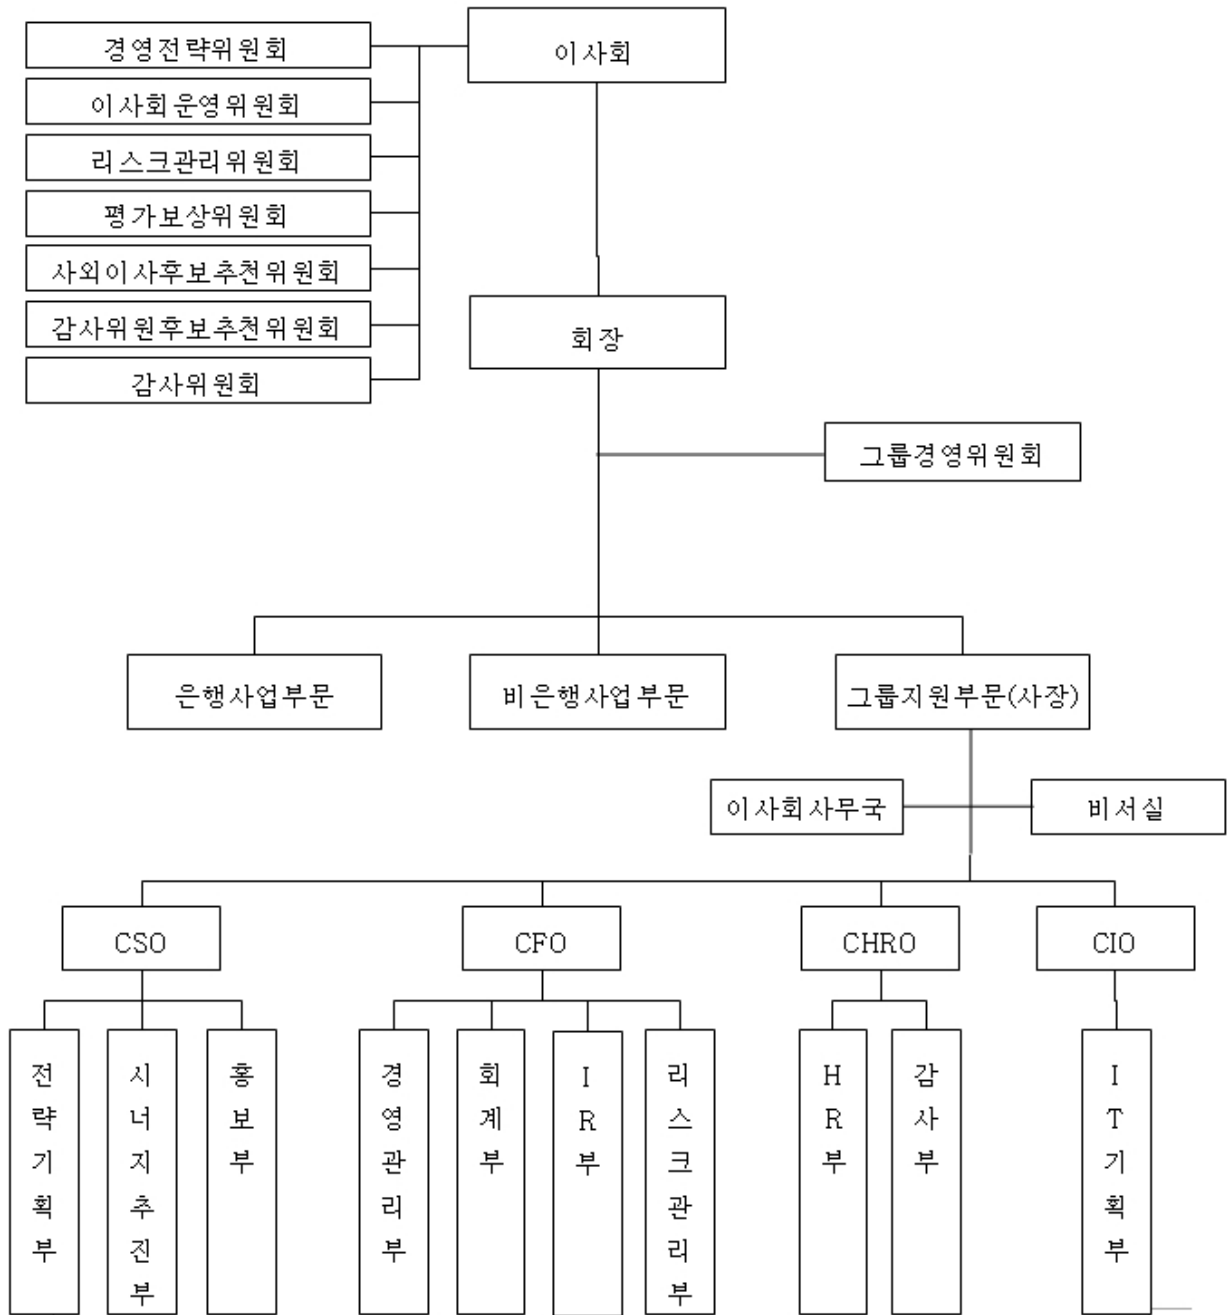 이사회
경영전략위원회
이사회운영위원회
리스크관리위원회
평가보상위원회
사외이사후보추천위원회
감사위원후보추천위원회
감사위원회
회장
그룹경영위원회
은행사업부문
비은행사업부문
그룹지원부문(사장)
이사회사무국
비서실
CSO
CFO
CHRO
CIO
전략기획부
시너지추진부
홍보부
경영관리부
회계부
IR부
리스크관리부
HR부
감사부
IT기획부